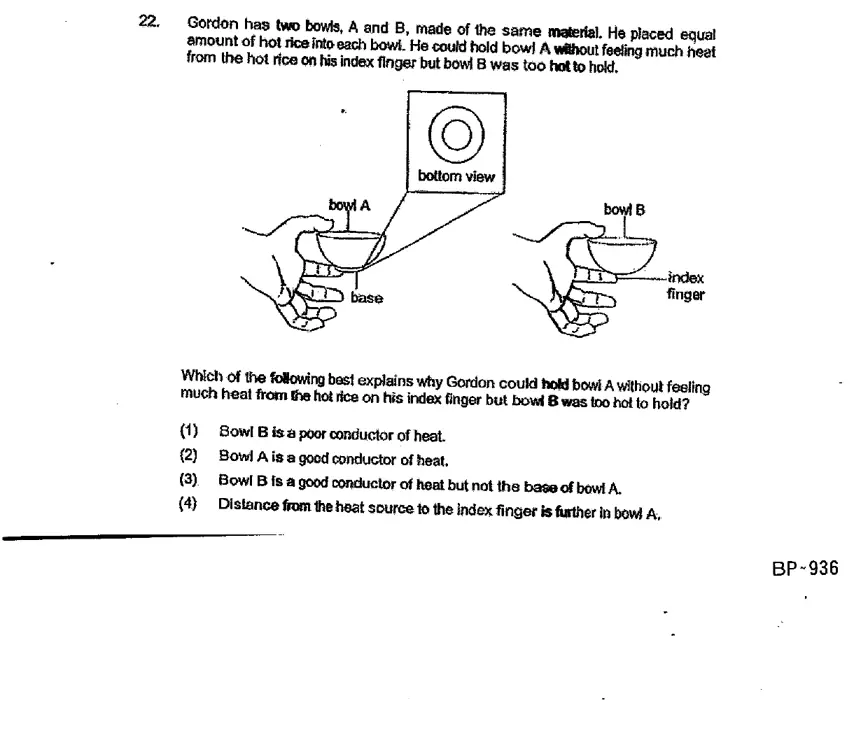 22. Gordon has two bowls, A and B, made of the same material. He placed equal
amount of hot rice into each bowl. He could hold bowl A without feeling much heat
from the hot rice on his index finger but bowl B was too hot to hold.
bottom view
bowl A
bowl B
base
index
finger
Which of the following best explains why Gordon could hold bowl A without feeling
much heat from the hot rice on his index finger but bowl B was too hot to hold?
(1) Bowl B is a poor conductor of heat.
(2) Bowl A is a good conductor of heat.
(3) Bowl B is a good conductor of heat but not the base of bowl A.
(4) Distance from the heat source to the index finger is further in bowl A.
BP-936